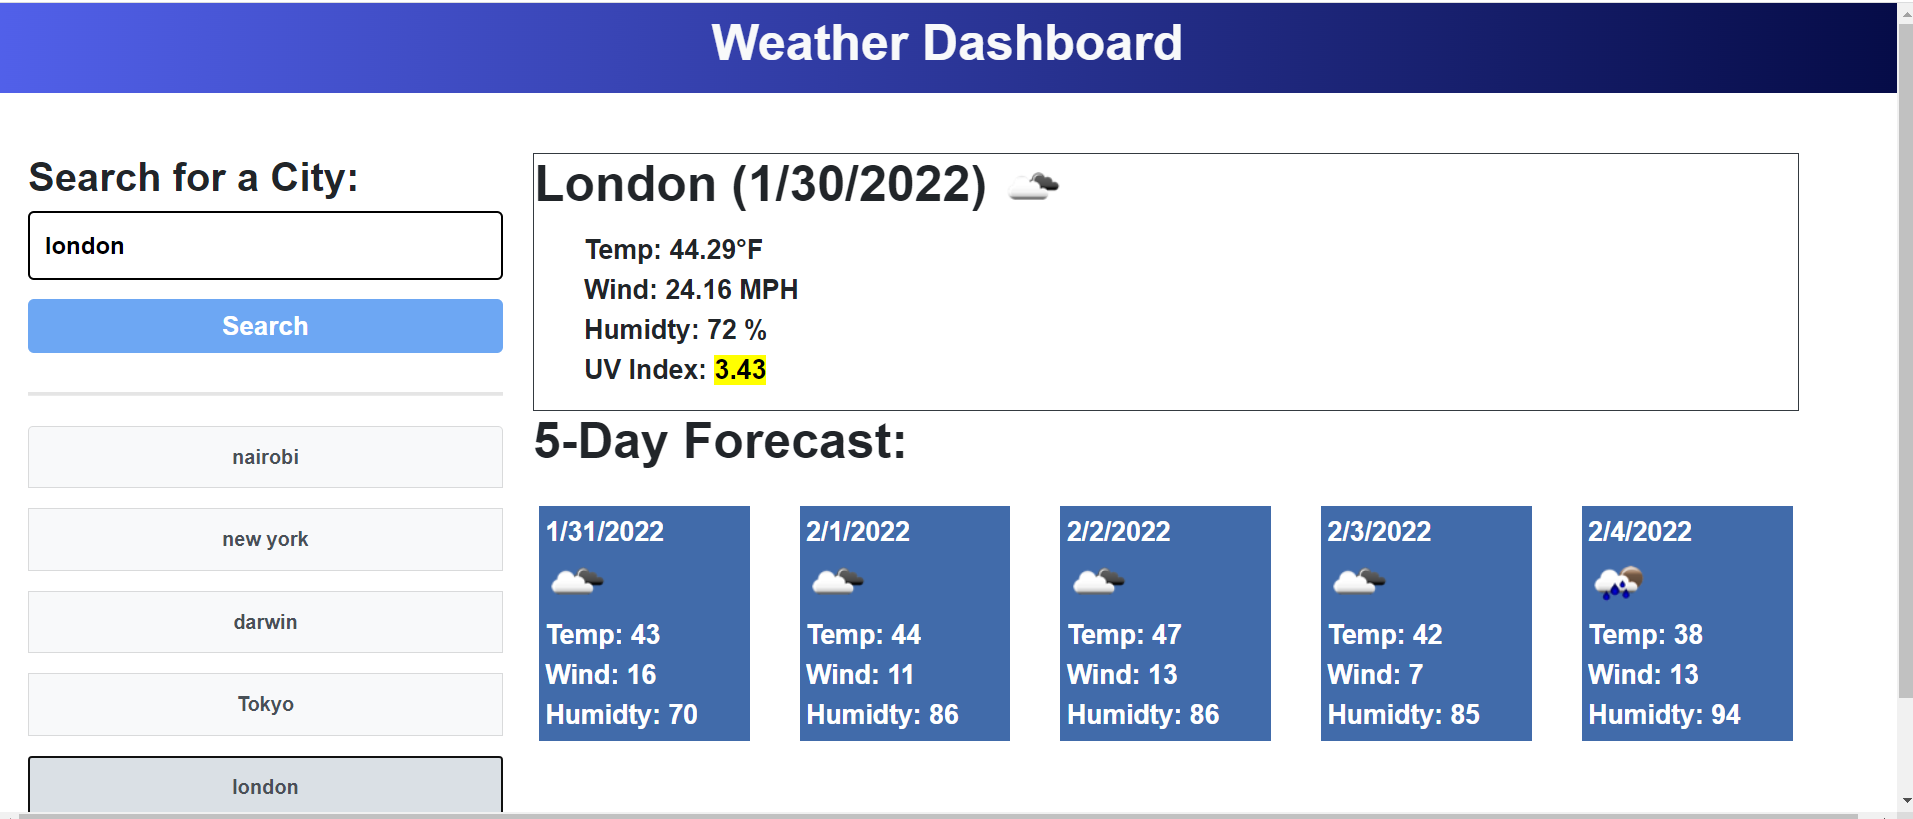 Weather Dashboard
Search for a City:
london
Search
nairobi
new york
darwin
Tokyo
london
London (1/30/2022)
Temp: 44.29°F
Wind: 24.16 MPH
Humidty: 72 %
UV Index: 3.43
5-Day Forecast:
1/31/2022
Temp: 43
Wind: 16
Humidty: 70
2/1/2022
Temp: 44
Wind: 11
Humidty: 86
2/2/2022
Temp: 47
Wind: 13
Humidty: 86
2/3/2022
Temp: 42
Wind: 7
Humidty: 85
2/4/2022
Temp: 38
Wind: 13
Humidty: 94